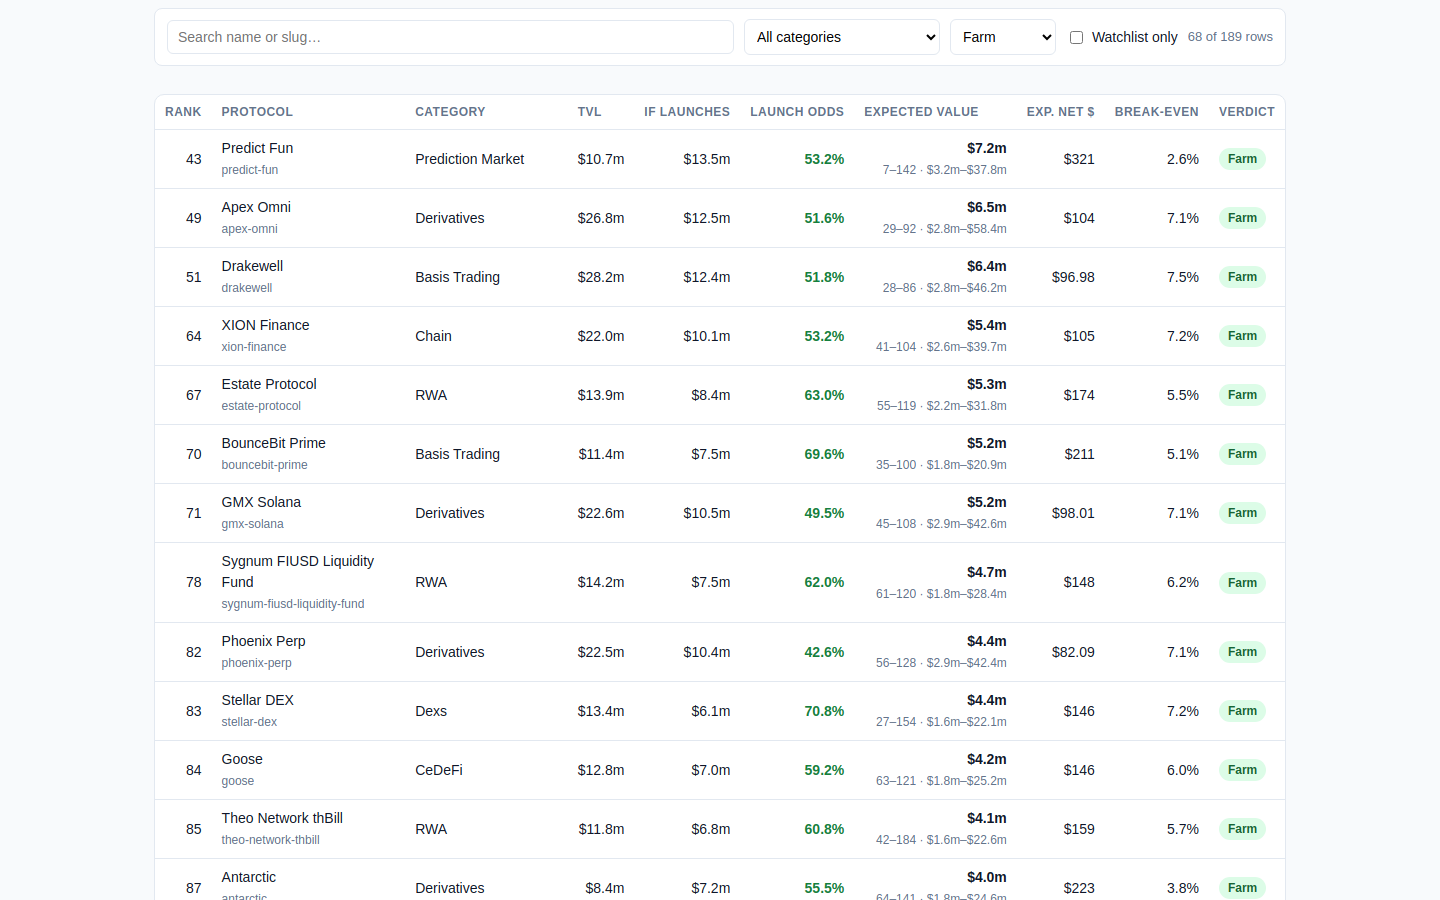 Search name or slug…
All categories
Farm
Watchlist only
68 of 189 rows
RANK PROTOCOL CATEGORY TVL IF LAUNCHES LAUNCH ODDS EXPECTED VALUE EXP. NET $ BREAK-EVEN VERDICT
43 Predict Fun Prediction Market $10.7m $13.5m 53.2% $7.2m $321 2.6% Farm
predict-fun 7–142 · $3.2m–$37.8m
49 Apex Omni Derivatives $26.8m $12.5m 51.6% $6.5m $104 7.1% Farm
apex-omni 29–92 · $2.8m–$58.4m
51 Drakewell Basis Trading $28.2m $12.4m 51.8% $6.4m $96.98 7.5% Farm
drakewell 28–86 · $2.8m–$46.2m
64 XION Finance Chain $22.0m $10.1m 53.2% $5.4m $105 7.2% Farm
xion-finance 41–104 · $2.6m–$39.7m
67 Estate Protocol RWA $13.9m $8.4m 63.0% $5.3m $174 5.5% Farm
estate-protocol 55–119 · $2.2m–$31.8m
70 BounceBit Prime Basis Trading $11.4m $7.5m 69.6% $5.2m $211 5.1% Farm
bouncebit-prime 35–100 · $1.8m–$20.9m
71 GMX Solana Derivatives $22.6m $10.5m 49.5% $5.2m $98.01 7.1% Farm
gmx-solana 45–108 · $2.9m–$42.6m
78 Sygnum FIUSD Liquidity Fund RWA $14.2m $7.5m 62.0% $4.7m $148 6.2% Farm
sygnum-fiusd-liquidity-fund 61–120 · $1.8m–$28.4m
82 Phoenix Perp Derivatives $22.5m $10.4m 42.6% $4.4m $82.09 7.1% Farm
phoenix-perp 56–128 · $2.9m–$42.4m
83 Stellar DEX Dexs $13.4m $6.1m 70.8% $4.4m $146 7.2% Farm
stellar-dex 27–154 · $1.6m–$22.1m
84 Goose CeDeFi $12.8m $7.0m 59.2% $4.2m $146 6.0% Farm
goose 63–121 · $1.8m–$25.2m
85 Theo Network thBill RWA $11.8m $6.8m 60.8% $4.1m $159 5.7% Farm
theo-network-thbill 42–184 · $1.6m–$22.6m
87 Antarctic Derivatives $8.4m $7.2m 55.5% $4.0m $223 3.8% Farm
antarctic 64–141 · $1.8m–$24.6m